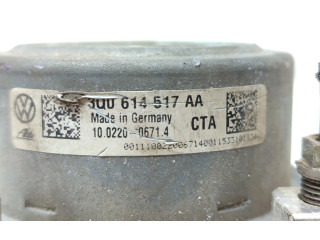 3Q0 614 517 AA
Made in Germany
10.0220-0671.4
CTA